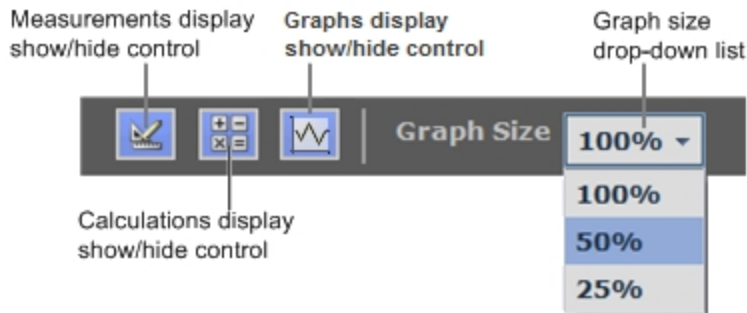 Measurements display
show/hide control
Graphs display
show/hide control
Graph size
drop-down list
Graph Size
100%
100%
50%
25%
Calculations display
show/hide control